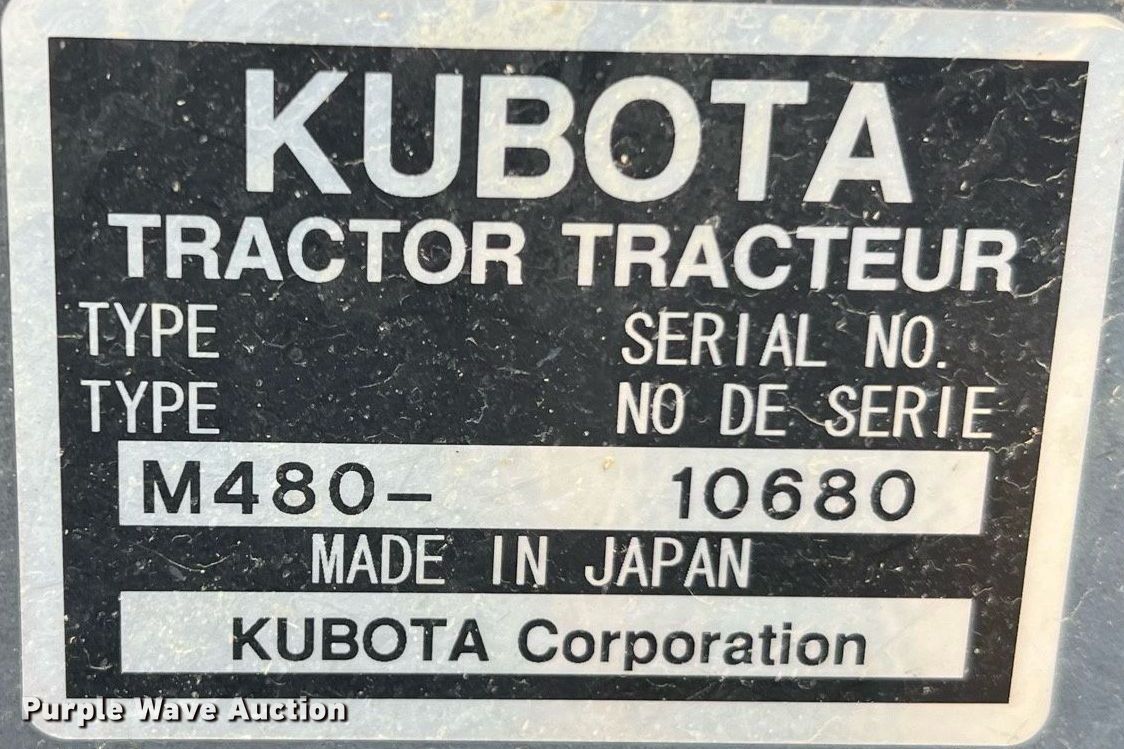 KUBOTA
TRACTOR TRACTEUR
TYPE SERIAL NO.
TYPE NO DE SERIE
M480- 10680
MADE IN JAPAN
KUBOTA Corporation
Purple Wave Auction